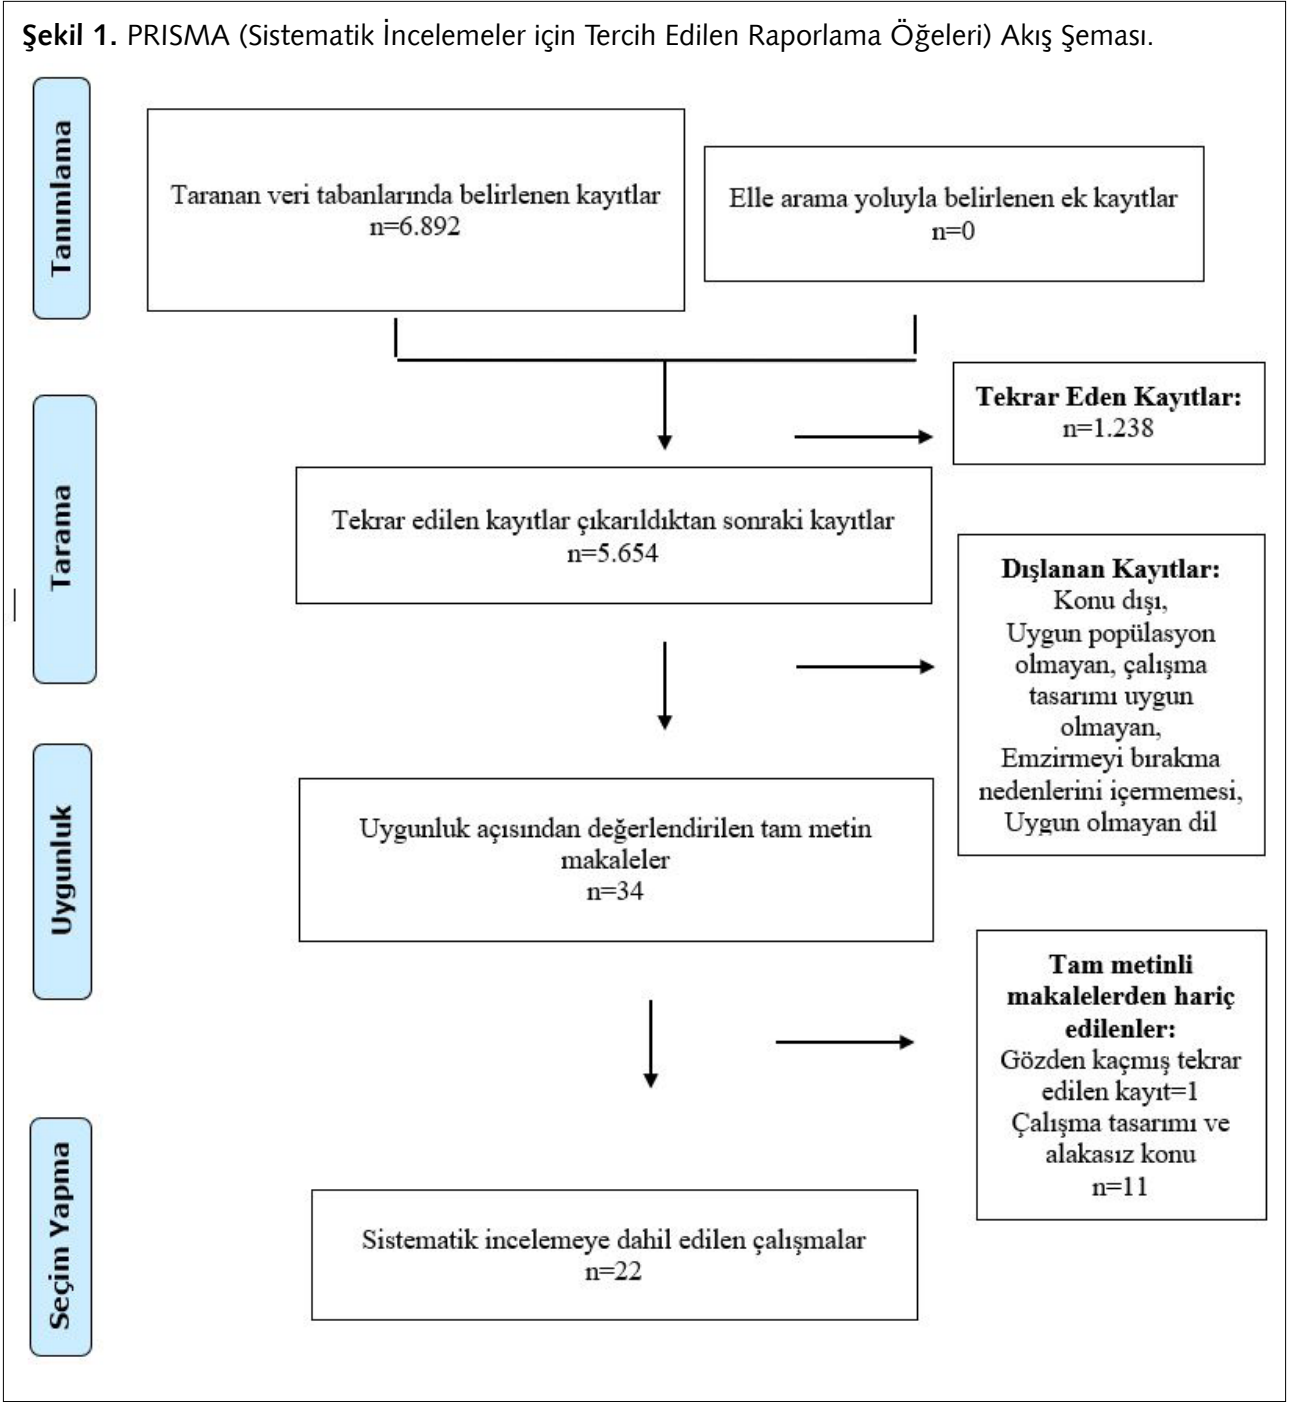 Şekil 1. PRISMA (Sistematik İncelemeler için Tercih Edilen Raporlama Öğeleri) Akış Şeması.
Tanımlama
Taranan veri tabanlarında belirlenen kayıtlar
n=6.892
Elle arama yoluyla belirlenen ek kayıtlar
n=0
Tekrar Eden Kayıtlar:
n=1.238
Tarama
Tekrar edilen kayıtlar çıkarıldıktan sonraki kayıtlar
n=5.654
Dışlanan Kayıtlar:
Konu dışı,
Uygun popülasyon
olmayan, çalışma
tasarımı uygun
olmayan,
Emzirmeyi bırakma
nedenlerini içermemesi,
Uygun olmayan dil
Uygunluk
Uygunluk açısından değerlendirilen tam metin
makaleler
n=34
Tam metinli
makalelerden hariç
edilenler:
Gözden kaçmış tekrar
edilen kayıt=1
Çalışma tasarımı ve
alakasız konu
n=11
Seçim Yapma
Sistematik incelemeye dahil edilen çalışmalar
n=22